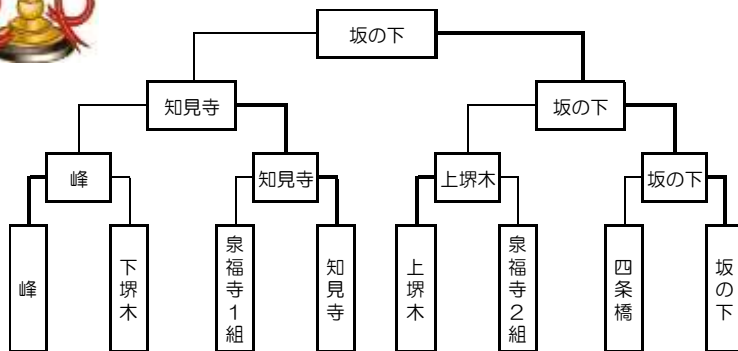 坂の下
知見寺
坂の下
峰
知見寺
上堺木
坂の下
峰
下堺木
泉福寺1組
知見寺
上堺木
泉福寺2組
四条橋
坂の下